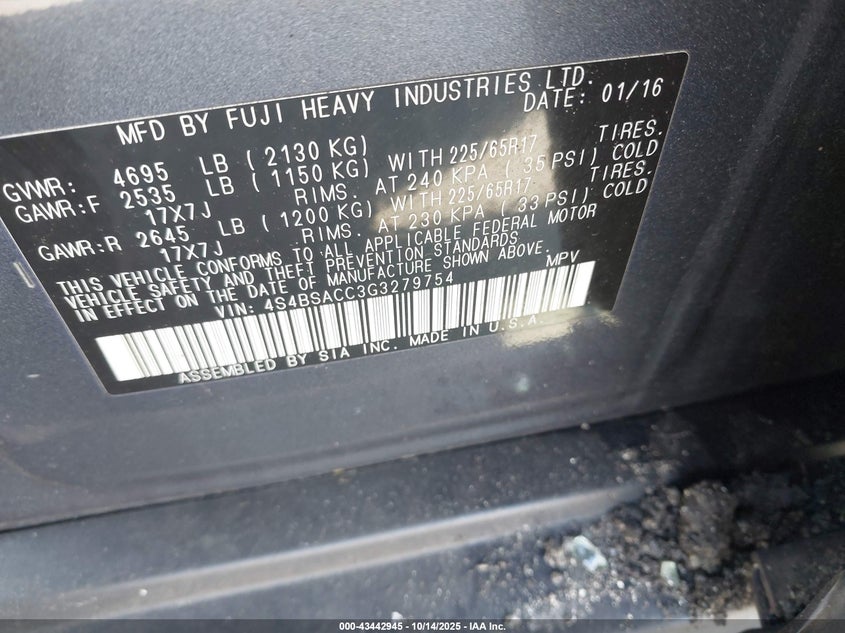 MFD BY FUJI HEAVY INDUSTRIES LTD.
DATE: 01/16
GVWR: 4695 LB (2130 KG)
GAWR:F 2535 LB (1150 KG) WITH 225/65R17 TIRES.
17X7J RIMS. AT 240 KPA (35 PSI) COLD
GAWR:R 2645 LB (1200 KG) WITH 225/65R17 TIRES.
17X7J RIMS. AT 230 KPA (33 PSI) COLD
THIS VEHICLE CONFORMS TO ALL APPLICABLE FEDERAL MOTOR
VEHICLE SAFETY AND THEFT PREVENTION STANDARDS
IN EFFECT ON THE DATE OF MANUFACTURE SHOWN ABOVE.
VIN: 4S4BSACC3G3279754 MPV
ASSEMBLED BY SIA INC. MADE IN U.S.A.
000-43442945 - 10/14/2025 - IAA Inc.